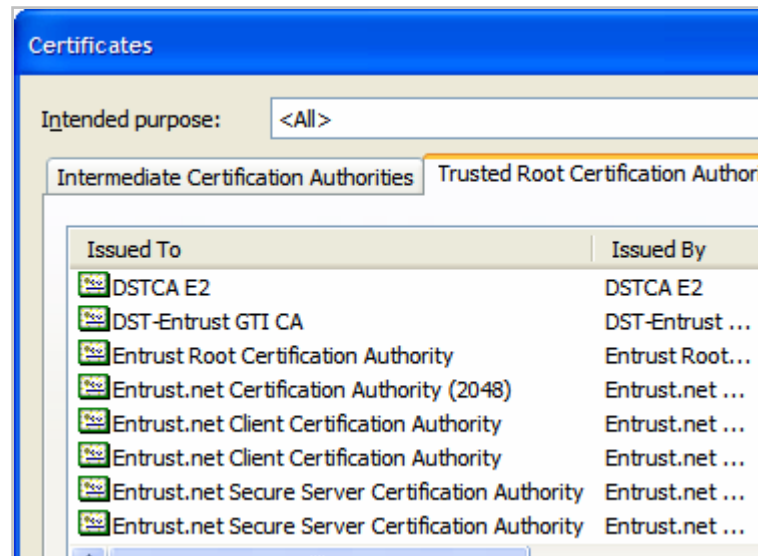 Certificates
Intended purpose: <All>
Intermediate Certification Authorities Trusted Root Certification Author
Issued To Issued By
DSTCA E2 DSTCA E2
DST-Entrust GTI CA DST-Entrust ...
Entrust Root Certification Authority Entrust Root...
Entrust.net Certification Authority (2048) Entrust.net ...
Entrust.net Client Certification Authority Entrust.net ...
Entrust.net Client Certification Authority Entrust.net ...
Entrust.net Secure Server Certification Authority Entrust.net ...
Entrust.net Secure Server Certification Authority Entrust.net ...